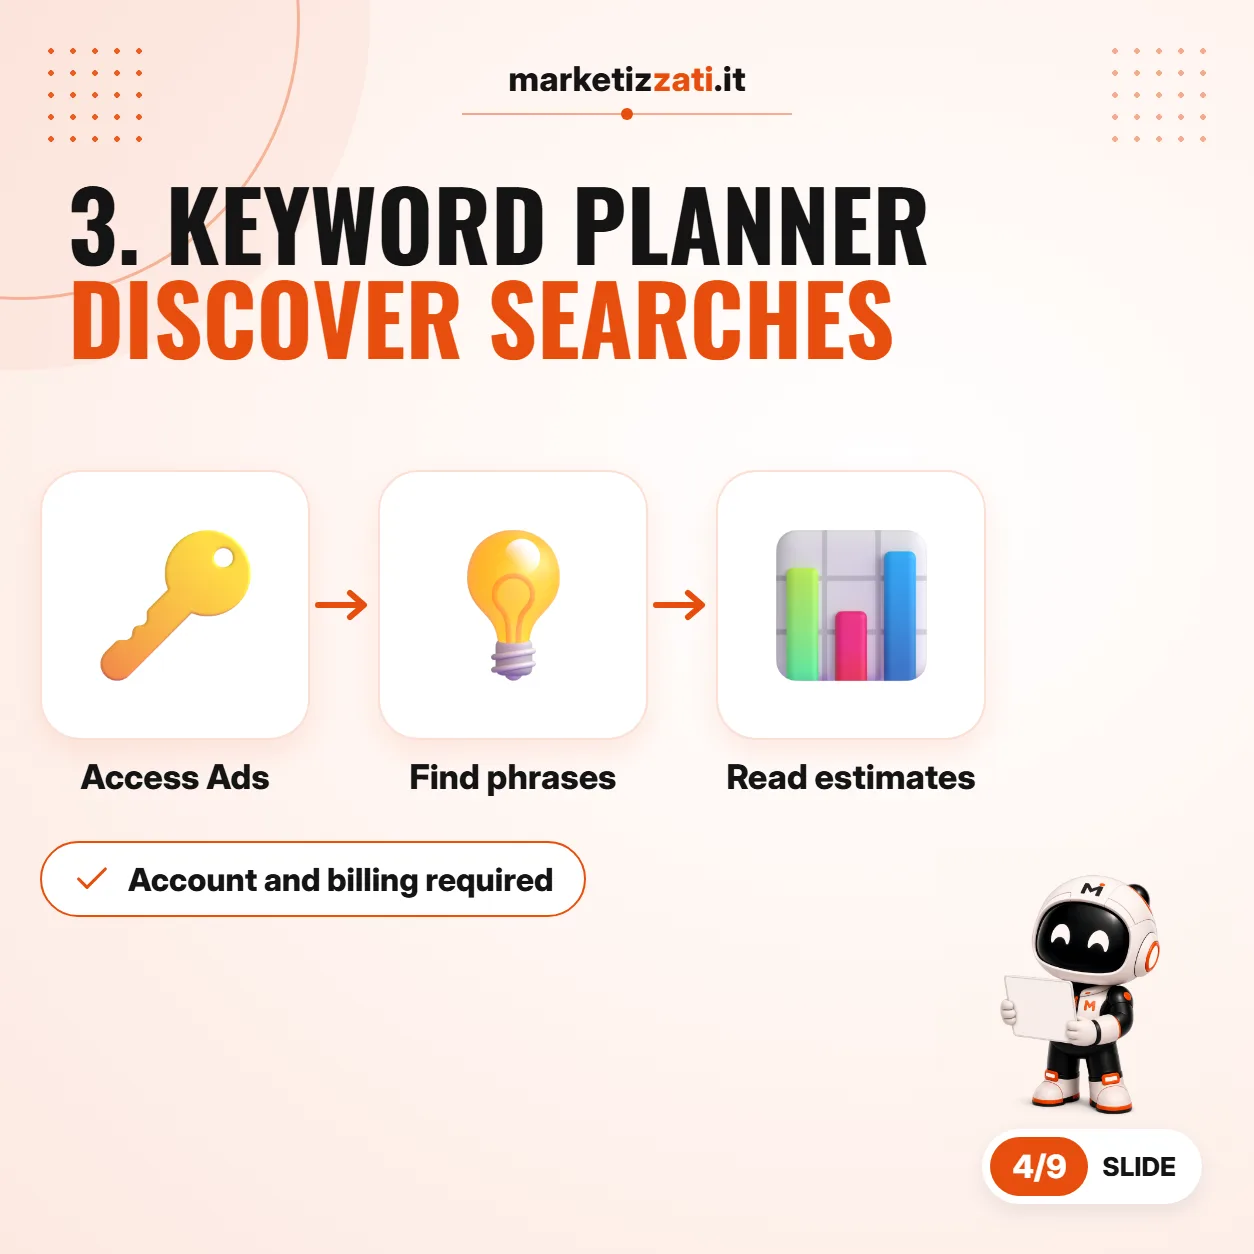 marketizzati.it
3. KEYWORD PLANNER
DISCOVER SEARCHES
Access Ads
Find phrases
Read estimates
Account and billing required
M
M
4/9 SLIDE